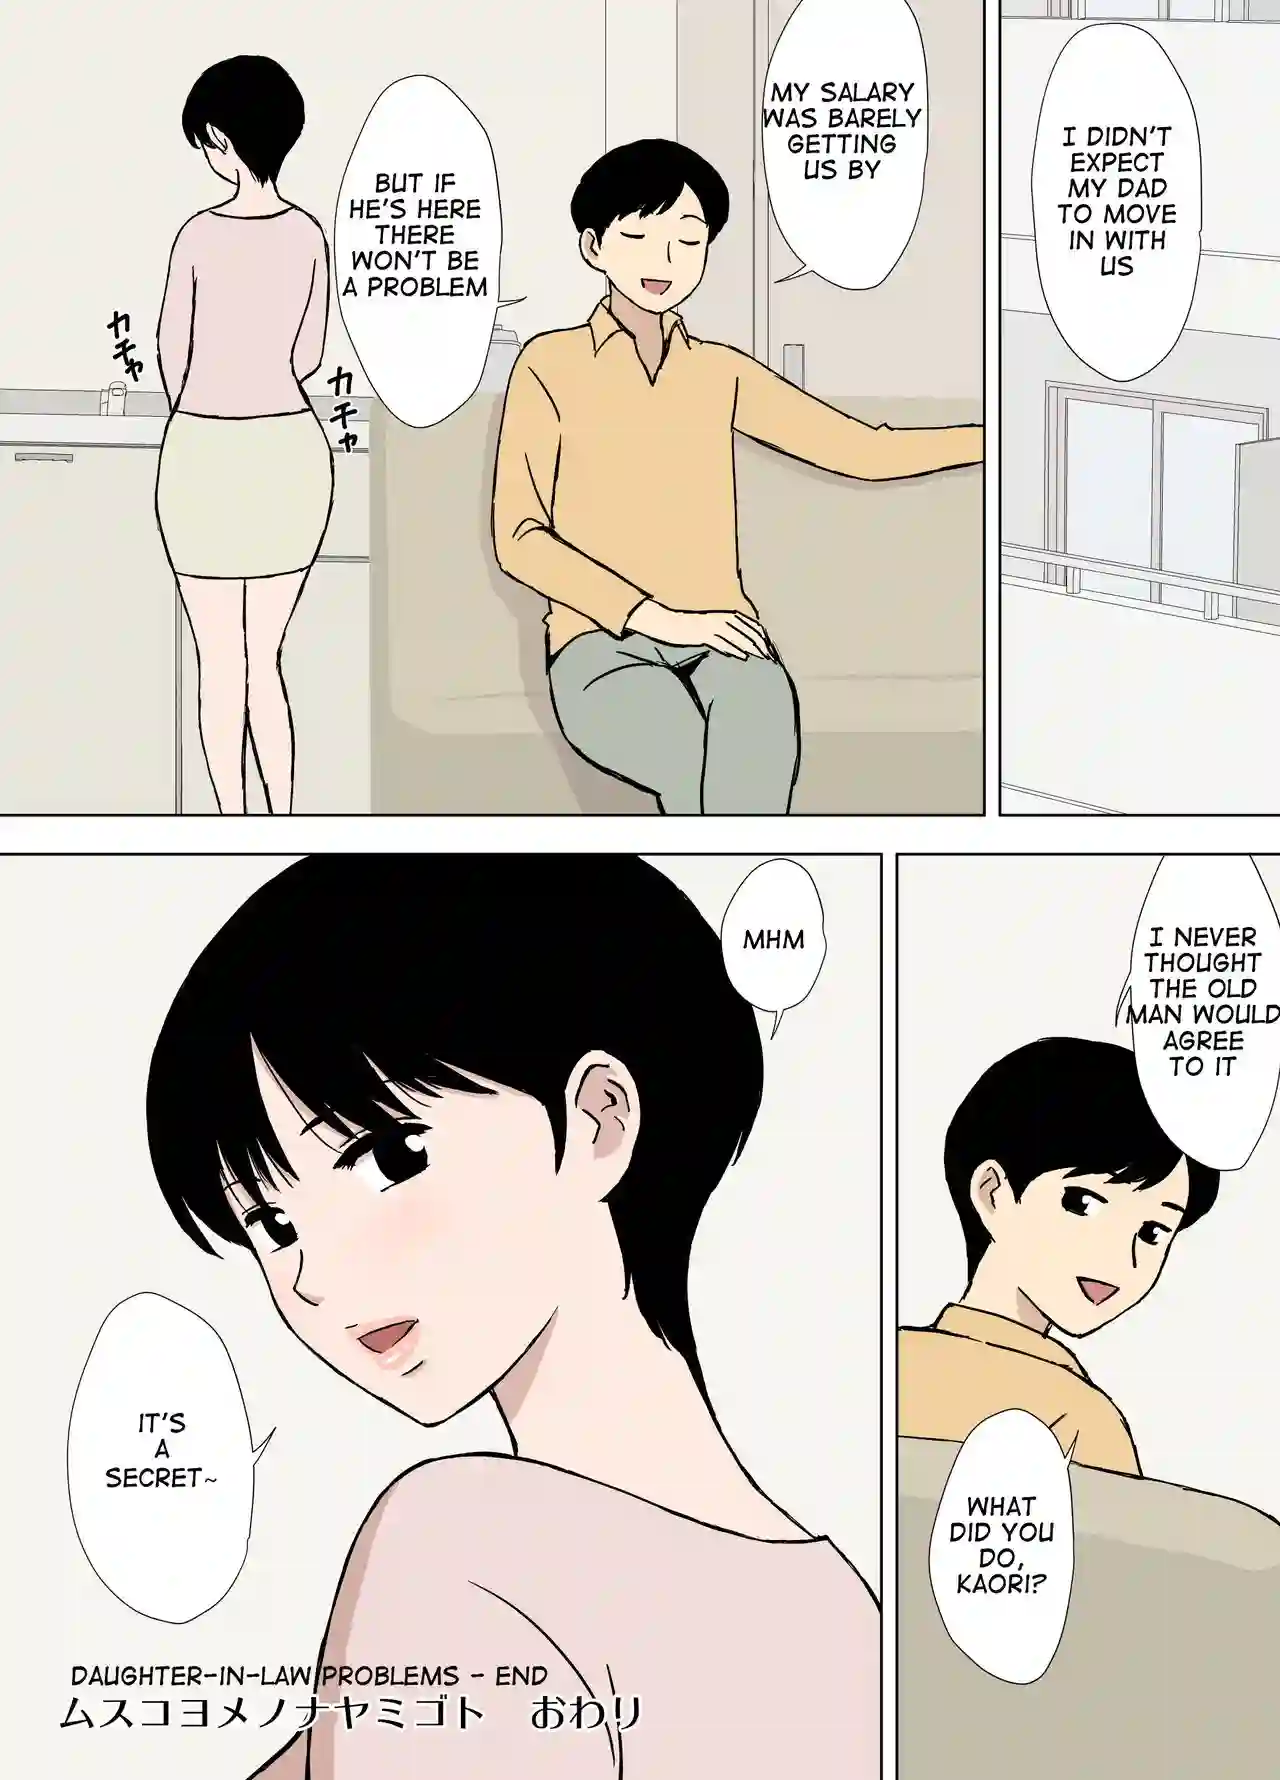 I DIDN'T
EXPECT
MY DAD
TO MOVE
IN WITH
US
MY SALARY
WAS BARELY
GETTING
US BY
BUT IF
HE'S HERE
THERE
WON'T BE
A PROBLEM
カチャ
カチャ
I NEVER
THOUGHT
THE OLD
MAN WOULD
AGREE
TO IT
WHAT
DID YOU
DO,
KAORI?
MHM
IT'S
A
SECRET~
DAUGHTER-IN-LAW PROBLEMS - END
ムスコヨメノナヤミゴト おわり